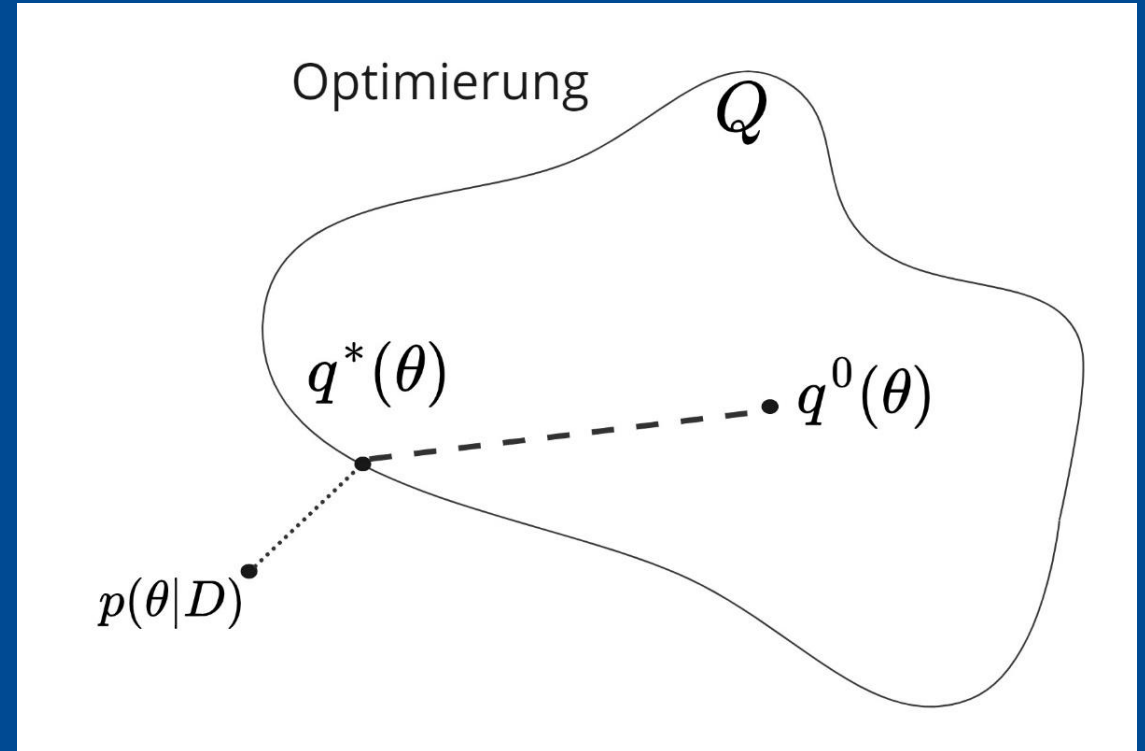 Optimierung
Q
q*(θ)
q⁰(θ)
p(θ|D)